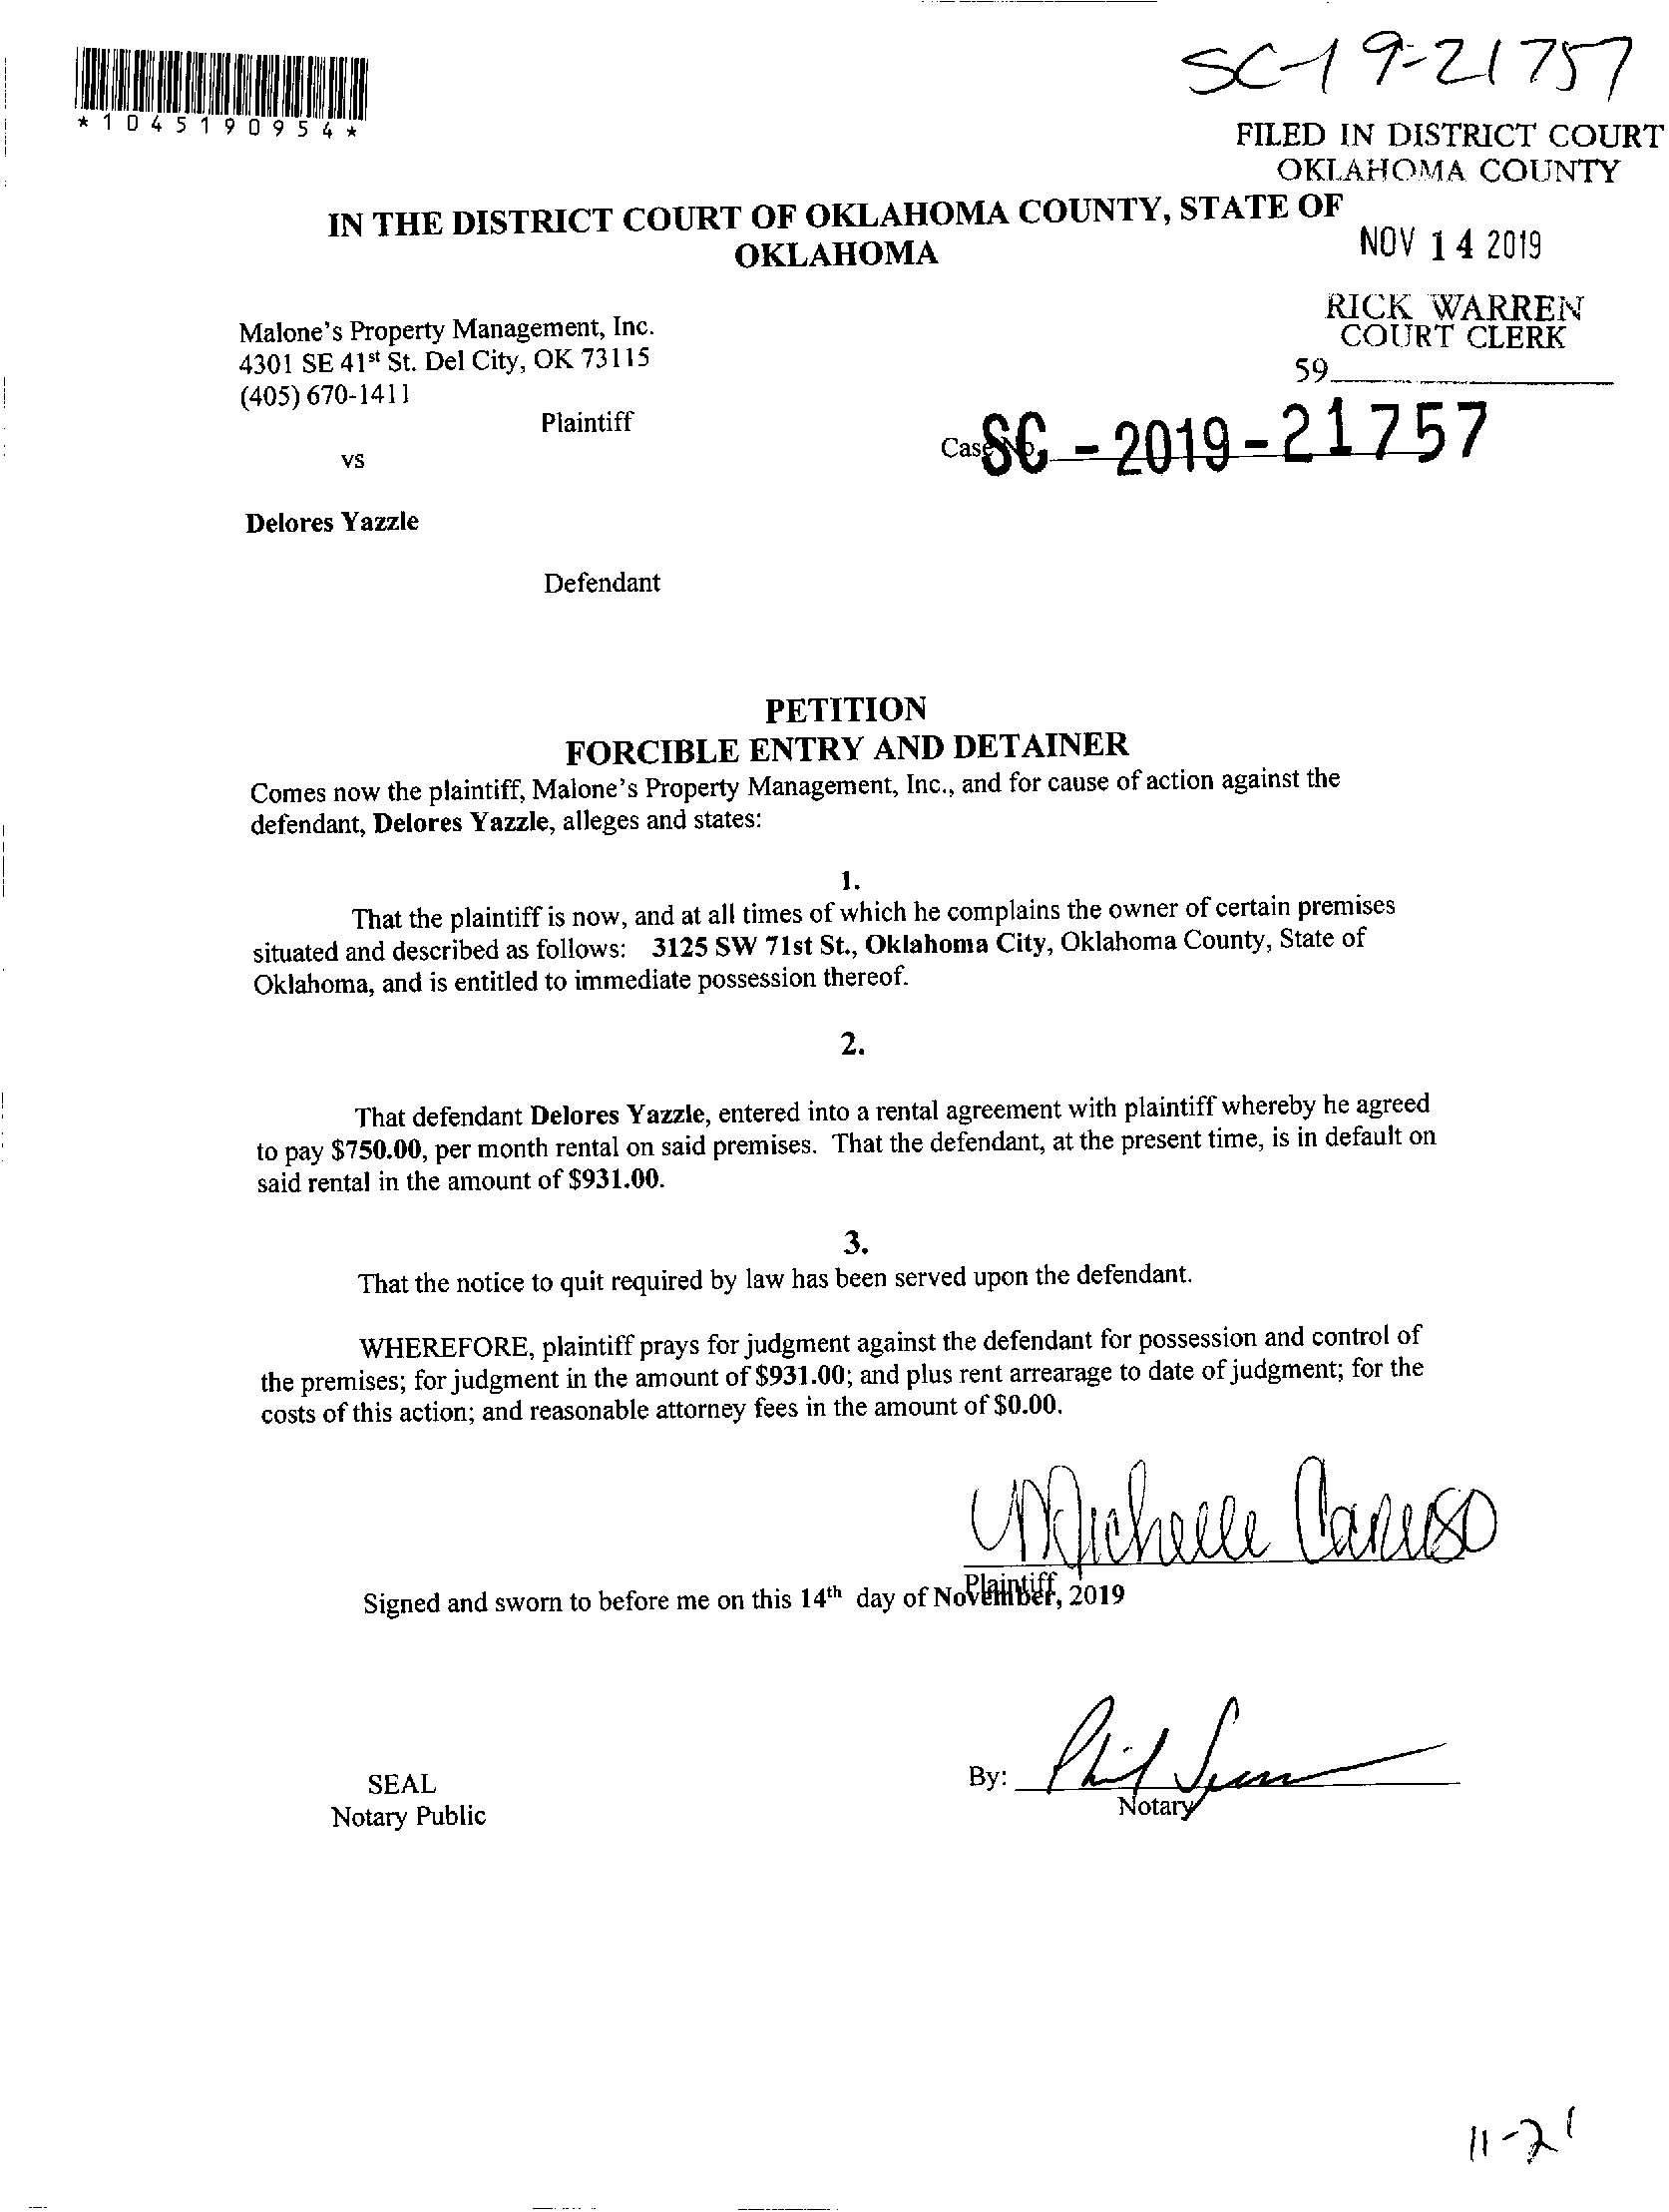 SC-19-21757
*1045190954*
FILED IN DISTRICT COURT
OKLAHOMA COUNTY
IN THE DISTRICT COURT OF OKLAHOMA COUNTY, STATE OF
OKLAHOMA
NOV 14 2019
RICK WARREN
COURT CLERK
59
Malone's Property Management, Inc.
4301 SE 41st St. Del City, OK 73115
(405) 670-1411
Plaintiff
vs
Case No. SC - 2019 - 21757
Delores Yazzle
Defendant
PETITION
FORCIBLE ENTRY AND DETAINER
Comes now the plaintiff, Malone's Property Management, Inc., and for cause of action against the
defendant, Delores Yazzle, alleges and states:
1.
That the plaintiff is now, and at all times of which he complains the owner of certain premises
situated and described as follows: 3125 SW 71st St., Oklahoma City, Oklahoma County, State of
Oklahoma, and is entitled to immediate possession thereof.
2.
That defendant Delores Yazzle, entered into a rental agreement with plaintiff whereby he agreed
to pay $750.00, per month rental on said premises. That the defendant, at the present time, is in default on
said rental in the amount of $931.00.
3.
That the notice to quit required by law has been served upon the defendant.
WHEREFORE, plaintiff prays for judgment against the defendant for possession and control of
the premises; for judgment in the amount of $931.00; and plus rent arrearage to date of judgment; for the
costs of this action; and reasonable attorney fees in the amount of $0.00.
Michelle Caruso
Plaintiff
Signed and sworn to before me on this 14th day of November, 2019
By: Phil
Notary
SEAL
Notary Public
11-21